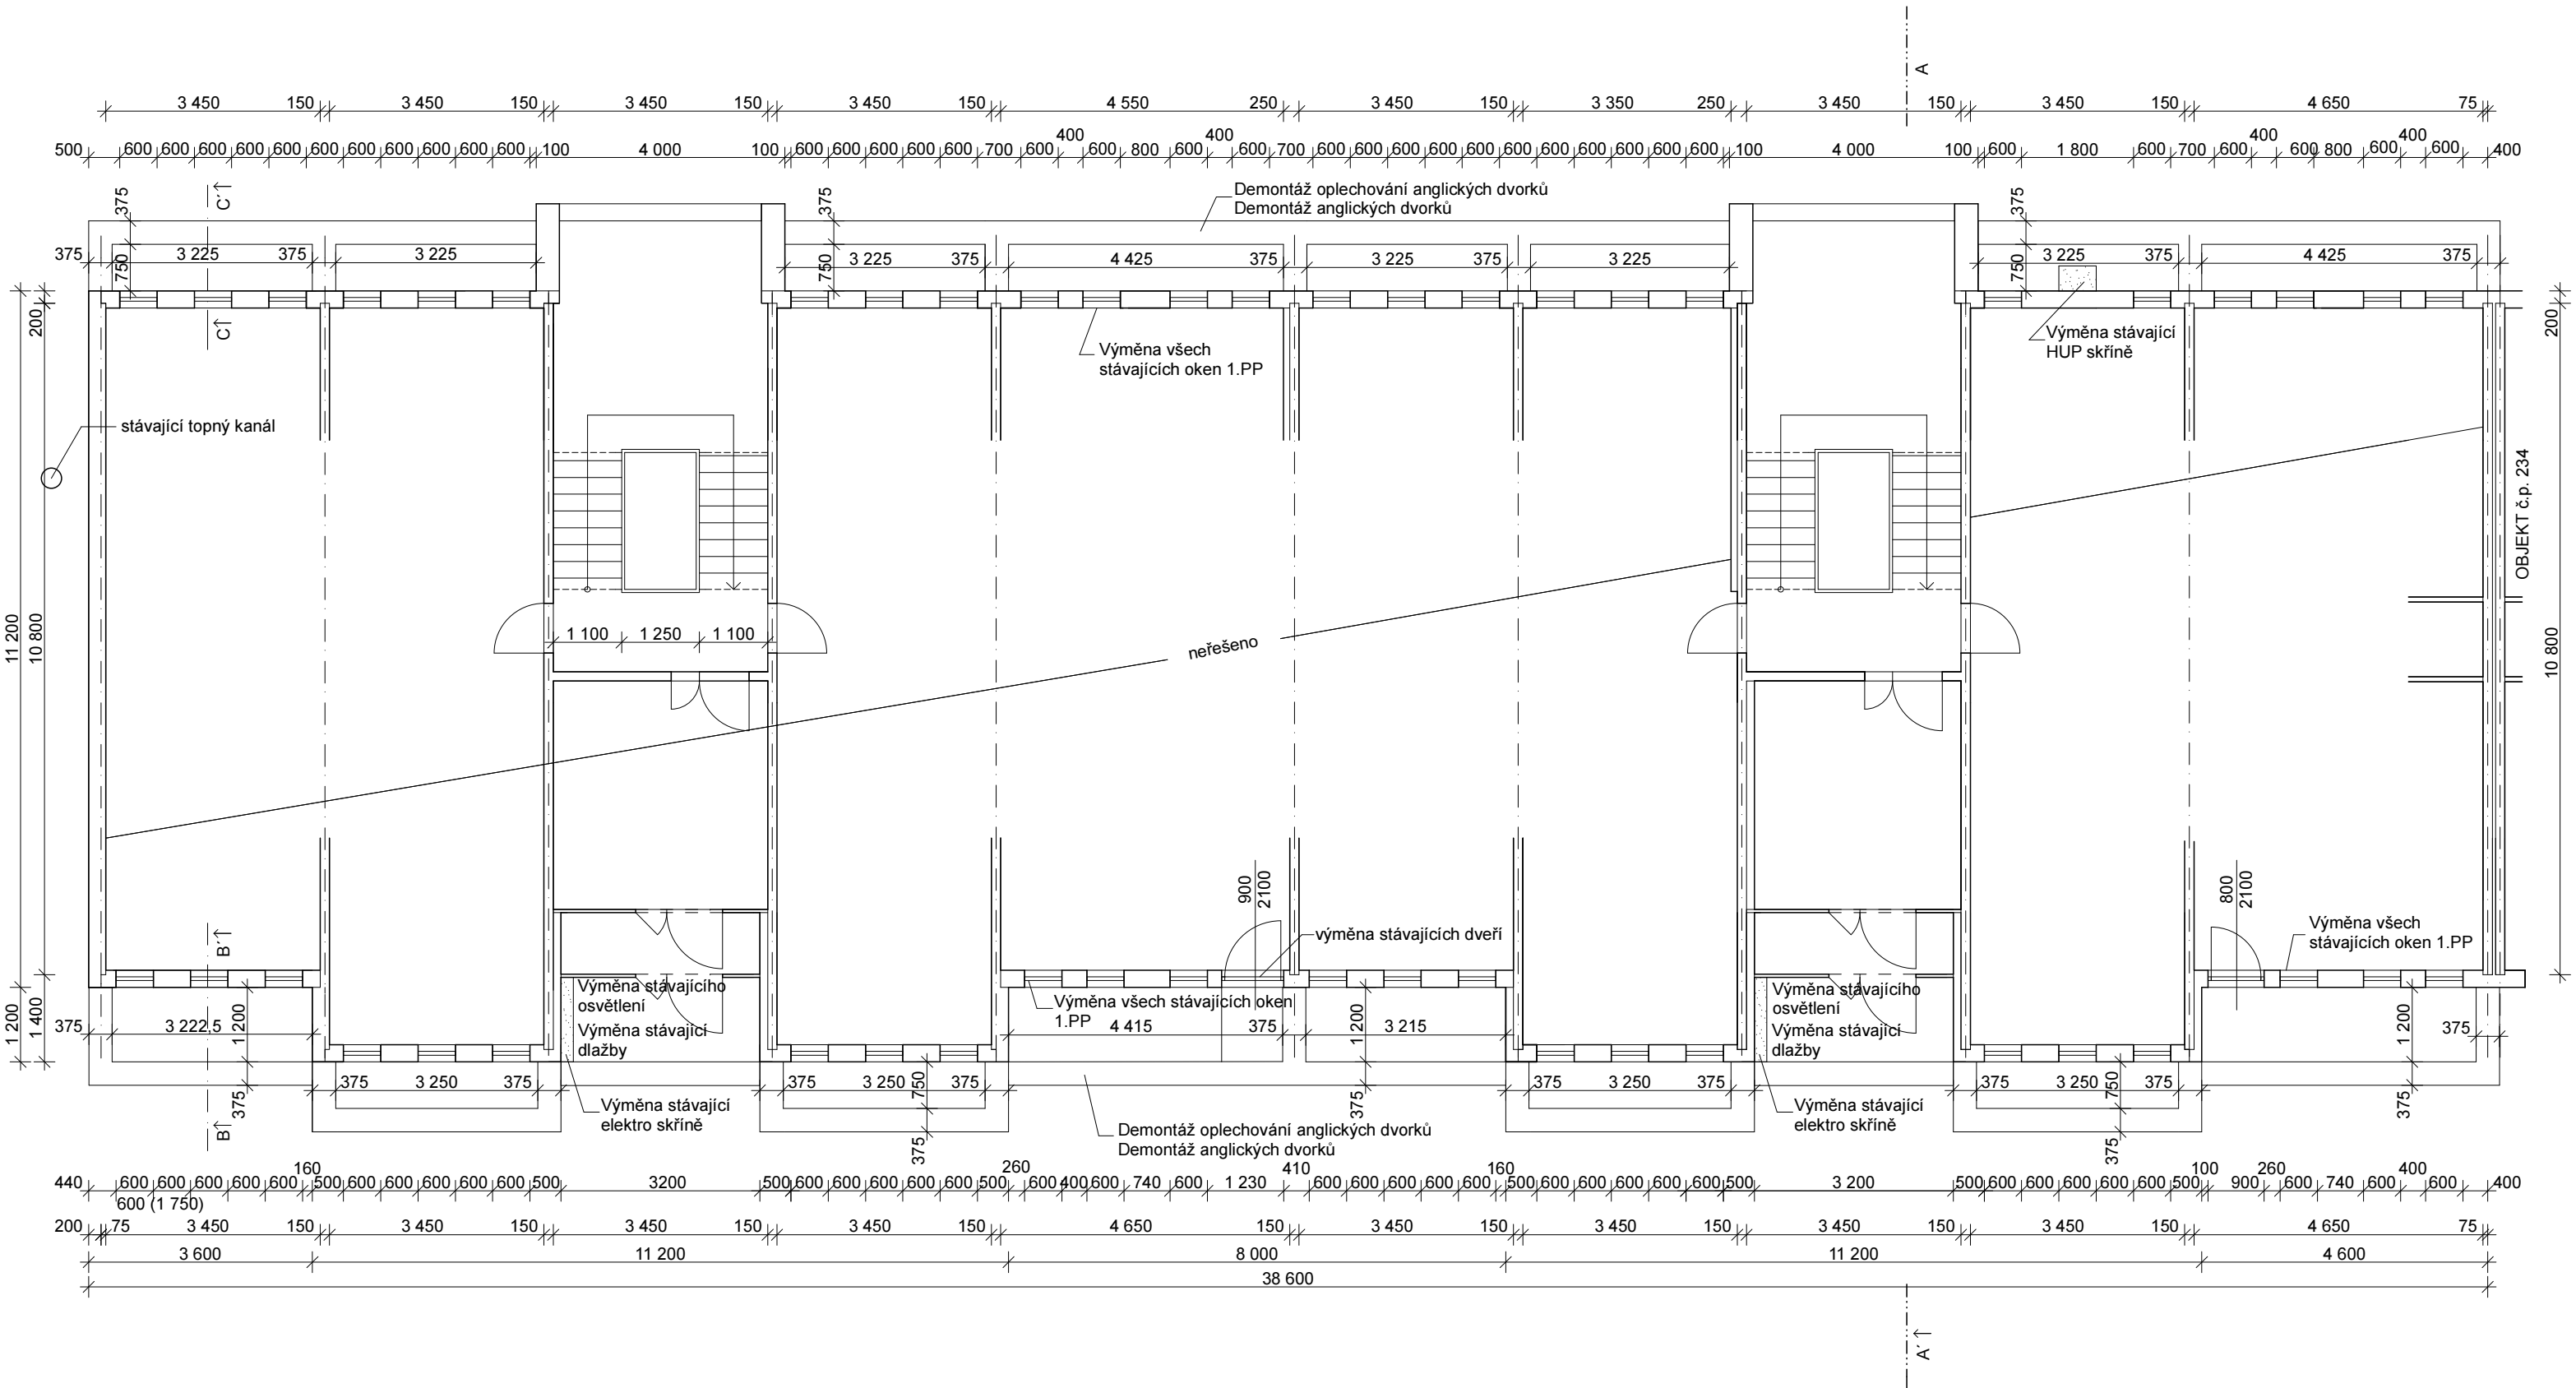 A
3 450 150 3 450 150 3 450 150 3 450 150 4 550 250 3 450 150 3 350 250 3 450 150 3 450 150 4 650 75
400 400 400 400
500 600 600 600 600 600 600 600 600 600 600 600 100 4 000 100 600 600 600 600 600 700 600 600 800 600 600 700 600 600 600 600 600 600 600 600 600 600 600 100 4 000 100 600 1 800 600 700 600 600 800 600 600 400
C´
375
375
375
Demontáž oplechování anglických dvorků
Demontáž anglických dvorků
375 3 225 375 3 225 3 225 375 4 425 375 3 225 375 3 225 3 225 375 4 425 375
750
750
750
C
200
200
Výměna všech
stávajících oken 1.PP
Výměna stávající
HUP skříně
stávající topný kanál
OBJEKT č.p. 234
11 200
10 800
10 800
1 100 1 250 1 100
neřešeno
900
2100
800
2100
B´
výměna stávajících dveří
Výměna všech
stávajících oken 1.PP
Výměna stávajícího
osvětlení
Výměna stávající
dlažby
Výměna všech stávajících oken
1.PP
Výměna stávajícího
osvětlení
Výměna stávající
dlažby
1 200
1 400
375 3 222,5 1 200
4 415 375 1 200 3 215
1 200 375
375 3 250 375 375 3 250 375 375 3 250 375 375 3 250 375
375
750
375
375
750
375
375
B
Výměna stávající
elektro skříně
Demontáž oplechování anglických dvorků
Demontáž anglických dvorků
Výměna stávající
elektro skříně
160 260 410 160 100 260 400
440 600 600 600 600 600 500 600 600 600 600 600 500 3200 500 600 600 600 600 600 500 600 400 600 740 600 1 230 600 600 600 600 600 500 600 600 600 600 600 500 3 200 500 600 600 600 600 600 500 900 600 740 600 600 400
600 (1 750)
200 75 3 450 150 3 450 150 3 450 150 3 450 150 4 650 150 3 450 150 3 450 150 3 450 150 3 450 150 4 650 75
3 600 11 200 8 000 11 200 4 600
38 600
A´